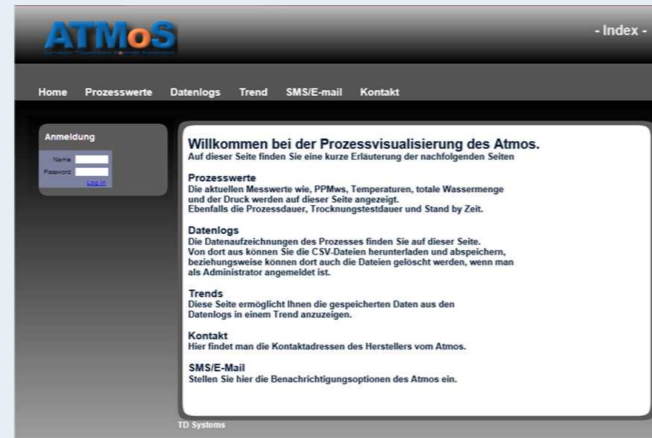 ATMoS
- Index -
Home Prozesswerte Datenlogs Trend SMS/E-mail Kontakt
Anmeldung
Name
Password
Log in
Willkommen bei der Prozessvisualisierung des Atmos.
Auf dieser Seite finden Sie eine kurze Erläuterung der nachfolgenden Seiten
Prozesswerte
Die aktuellen Messwerte wie, PPMws, Temperaturen, totale Wassermenge
und der Druck werden auf dieser Seite angezeigt.
Ebenfalls die Prozessdauer, Trocknungstestdauer und Stand by Zeit.
Datenlogs
Die Datenaufzeichnungen des Prozesses finden Sie auf dieser Seite.
Von dort aus können Sie die CSV-Dateien herunterladen und abspeichern,
beziehungsweise können dort auch die Dateien gelöscht werden, wenn man
als Administrator angemeldet ist.
Trends
Diese Seite ermöglicht Ihnen die gespeicherten Daten aus den
Datenlogs in einem Trend anzuzeigen.
Kontakt
Hier findet man die Kontaktadressen des Herstellers vom Atmos.
SMS/E-Mail
Stellen Sie hier die Benachrichtigungsoptionen des Atmos ein.
TD Systems